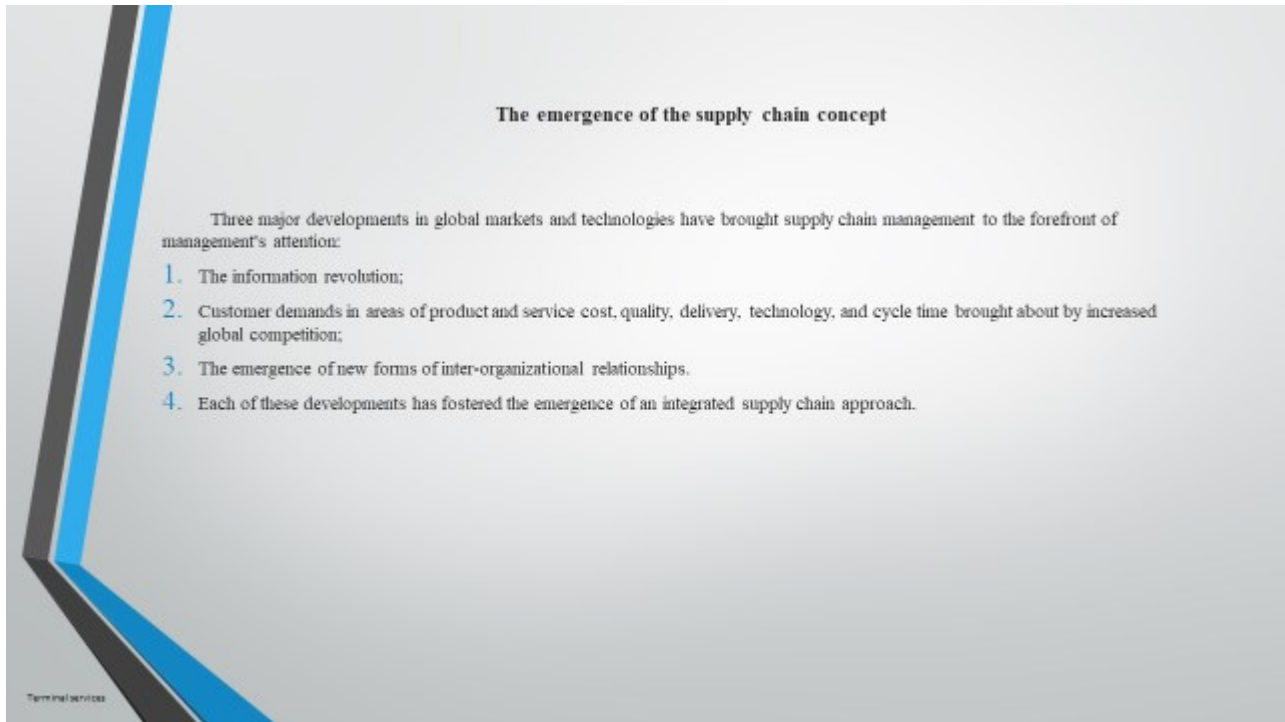 The emergence of the supply chain concept
Three major developments in global markets and technologies have brought supply chain management to the forefront of
management's attention:
1. The information revolution;
2. Customer demands in areas of product and service cost, quality, delivery, technology, and cycle time brought about by increased
global competition;
3. The emergence of new forms of inter-organizational relationships.
4. Each of these developments has fostered the emergence of an integrated supply chain approach.
Terminal services